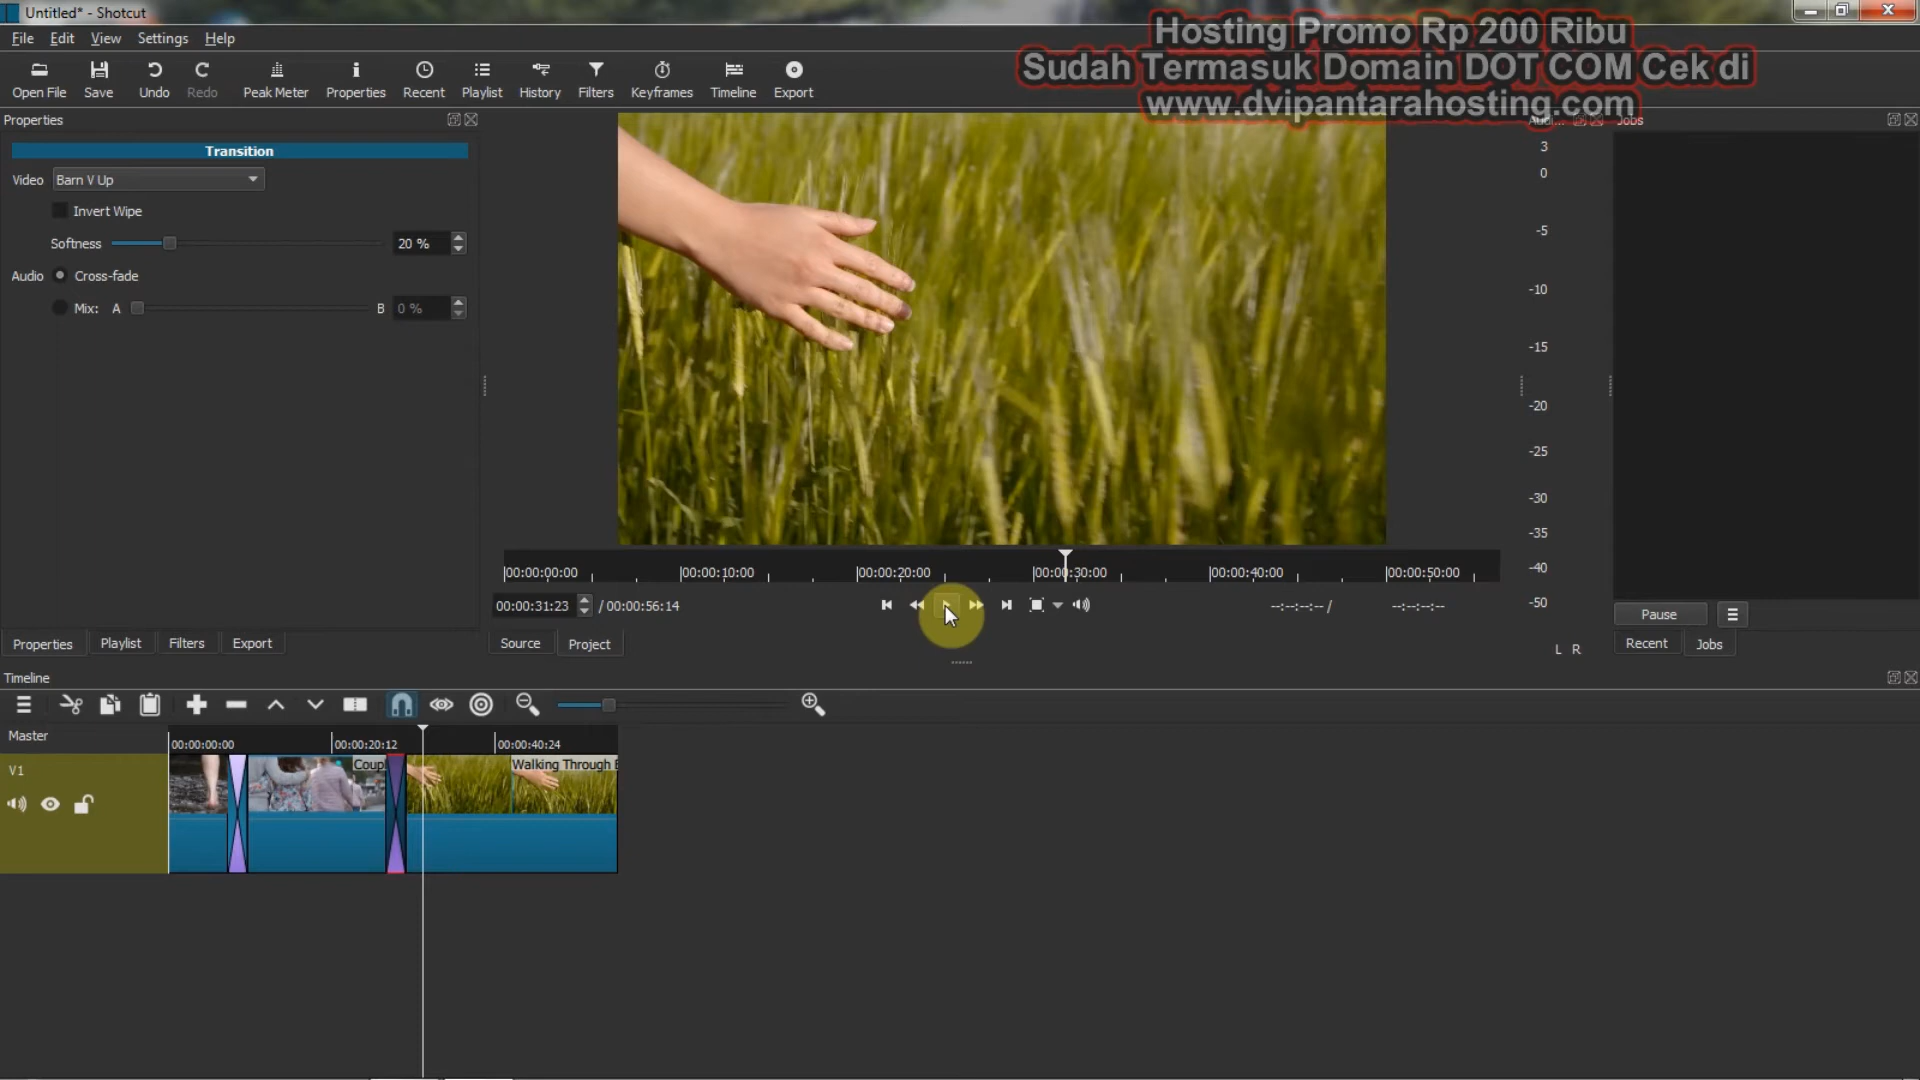 Untitled* - Shotcut
Hosting Promo Rp 200 Ribu
Sudah Termasuk Domain DOT COM Cek di
www.dvipantarahosting.com
File Edit View Settings Help
Open File Save Undo Redo Peak Meter Properties Recent Playlist History Filters Keyframes Timeline Export
Properties
Audi... Jobs
Transition
Video Barn V Up
Invert Wipe
Softness 20 %
Audio Cross-fade
Mix: A B 0 %
3
0
-5
-10
-15
-20
-25
-30
-35
-40
-50
L R
00:00:00:00 00:00:10:00 00:00:20:00 00:00:30:00 00:00:40:00 00:00:50:00
00:00:31:23 / 00:00:56:14 --:--:--:-- / --:--:--:--
Pause
Properties Playlist Filters Export
Source Project
Recent Jobs
Timeline
Master
00:00:00:00 00:00:20:12 00:00:40:24
V1
Coupl Walking Through